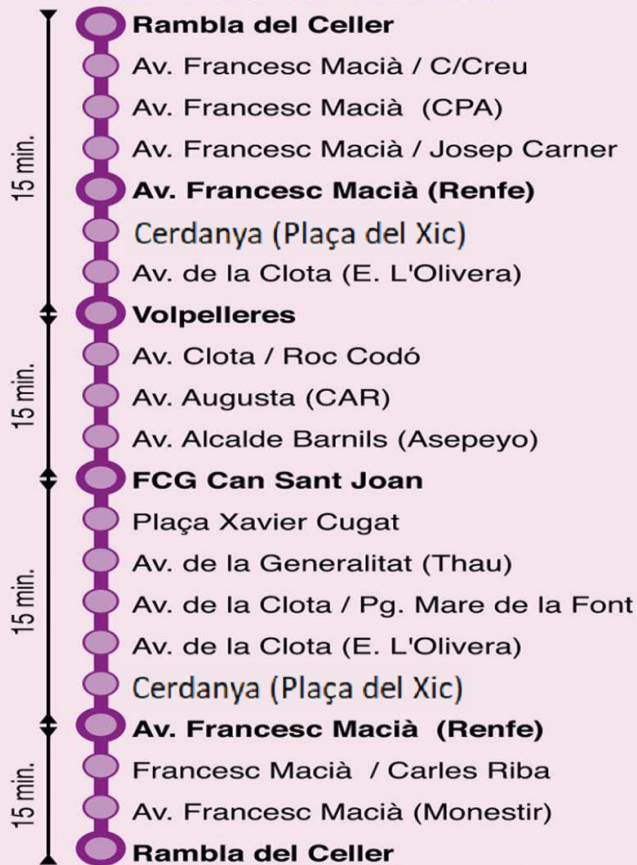 Rambla del Celler
Av. Francesc Macià / C/Creu
Av. Francesc Macià (CPA)
Av. Francesc Macià / Josep Carner
Av. Francesc Macià (Renfe)
Cerdanya (Plaça del Xic)
Av. de la Clota (E. L'Olivera)
15 min.
Volpelleres
Av. Clota / Roc Codó
Av. Augusta (CAR)
Av. Alcalde Barnils (Asepeyo)
15 min.
FCG Can Sant Joan
Plaça Xavier Cugat
Av. de la Generalitat (Thau)
Av. de la Clota / Pg. Mare de la Font
Av. de la Clota (E. L'Olivera)
Cerdanya (Plaça del Xic)
15 min.
Av. Francesc Macià (Renfe)
Francesc Macià / Carles Riba
Av. Francesc Macià (Monestir)
15 min.
Rambla del Celler